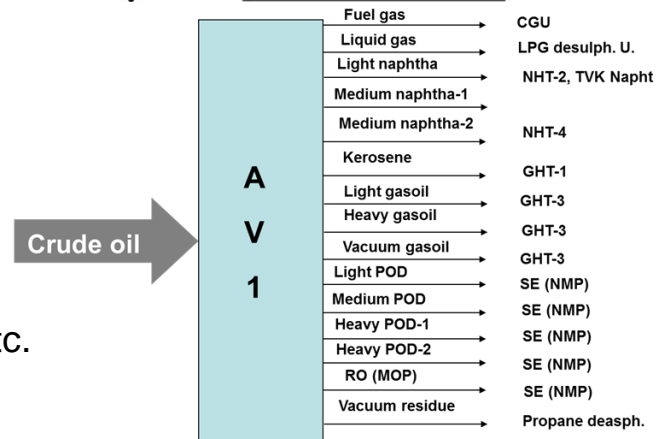 Fuel gas
CGU
Liquid gas
LPG desulph. U.
Light naphtha
NHT-2, TVK Napht
Medium naphtha-1
Medium naphtha-2
NHT-4
Kerosene
GHT-1
Light gasoil
GHT-3
Heavy gasoil
GHT-3
Vacuum gasoil
GHT-3
Light POD
SE (NMP)
Medium POD
SE (NMP)
Heavy POD-1
SE (NMP)
Heavy POD-2
SE (NMP)
RO (MOP)
SE (NMP)
Vacuum residue
Propane deasph.
A
V
1
Crude oil
tc.